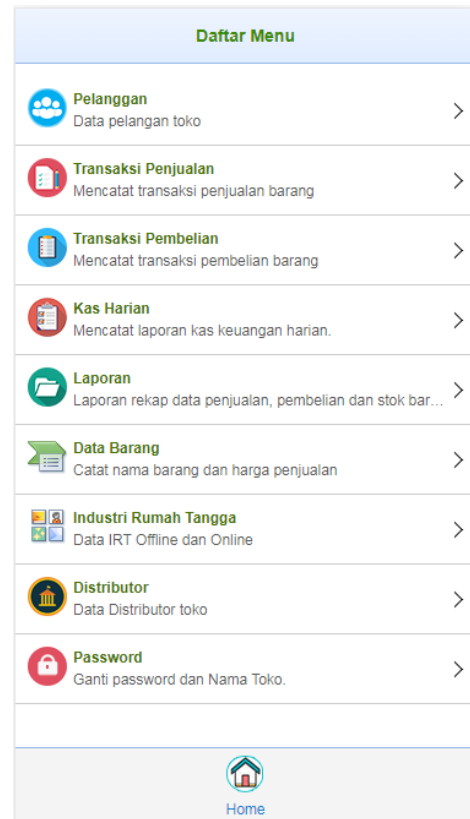 Daftar Menu
Pelanggan
Data pelangan toko
Transaksi Penjualan
Mencatat transaksi penjualan barang
Transaksi Pembelian
Mencatat transaksi pembelian barang
Kas Harian
Mencatat laporan kas keuangan harian.
Laporan
Laporan rekap data penjualan, pembelian dan stok bar...
Data Barang
Catat nama barang dan harga penjualan
Industri Rumah Tangga
Data IRT Offline dan Online
Distributor
Data Distributor toko
Password
Ganti password dan Nama Toko.
Home